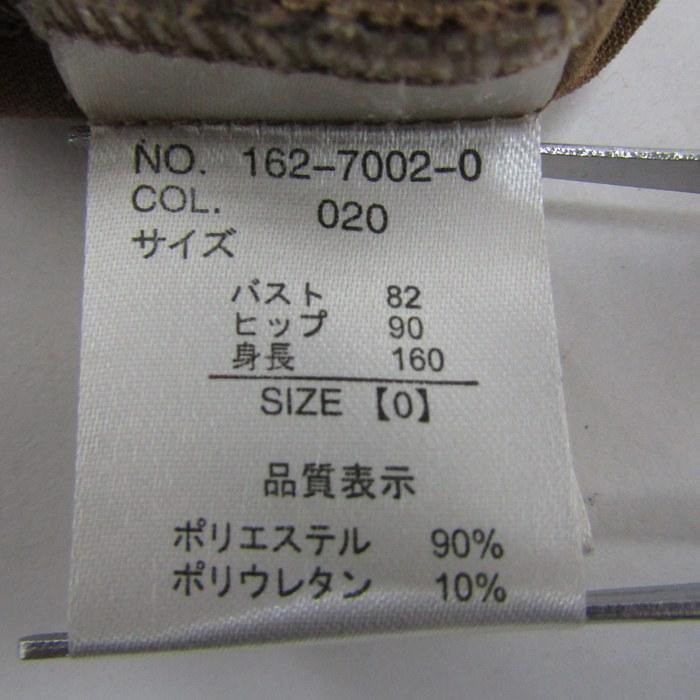 NO. 162-7002-0
COL. 020
サイズ
バスト 82
ヒップ 90
身長 160
SIZE【0】
品質表示
ポリエステル 90%
ポリウレタン 10%